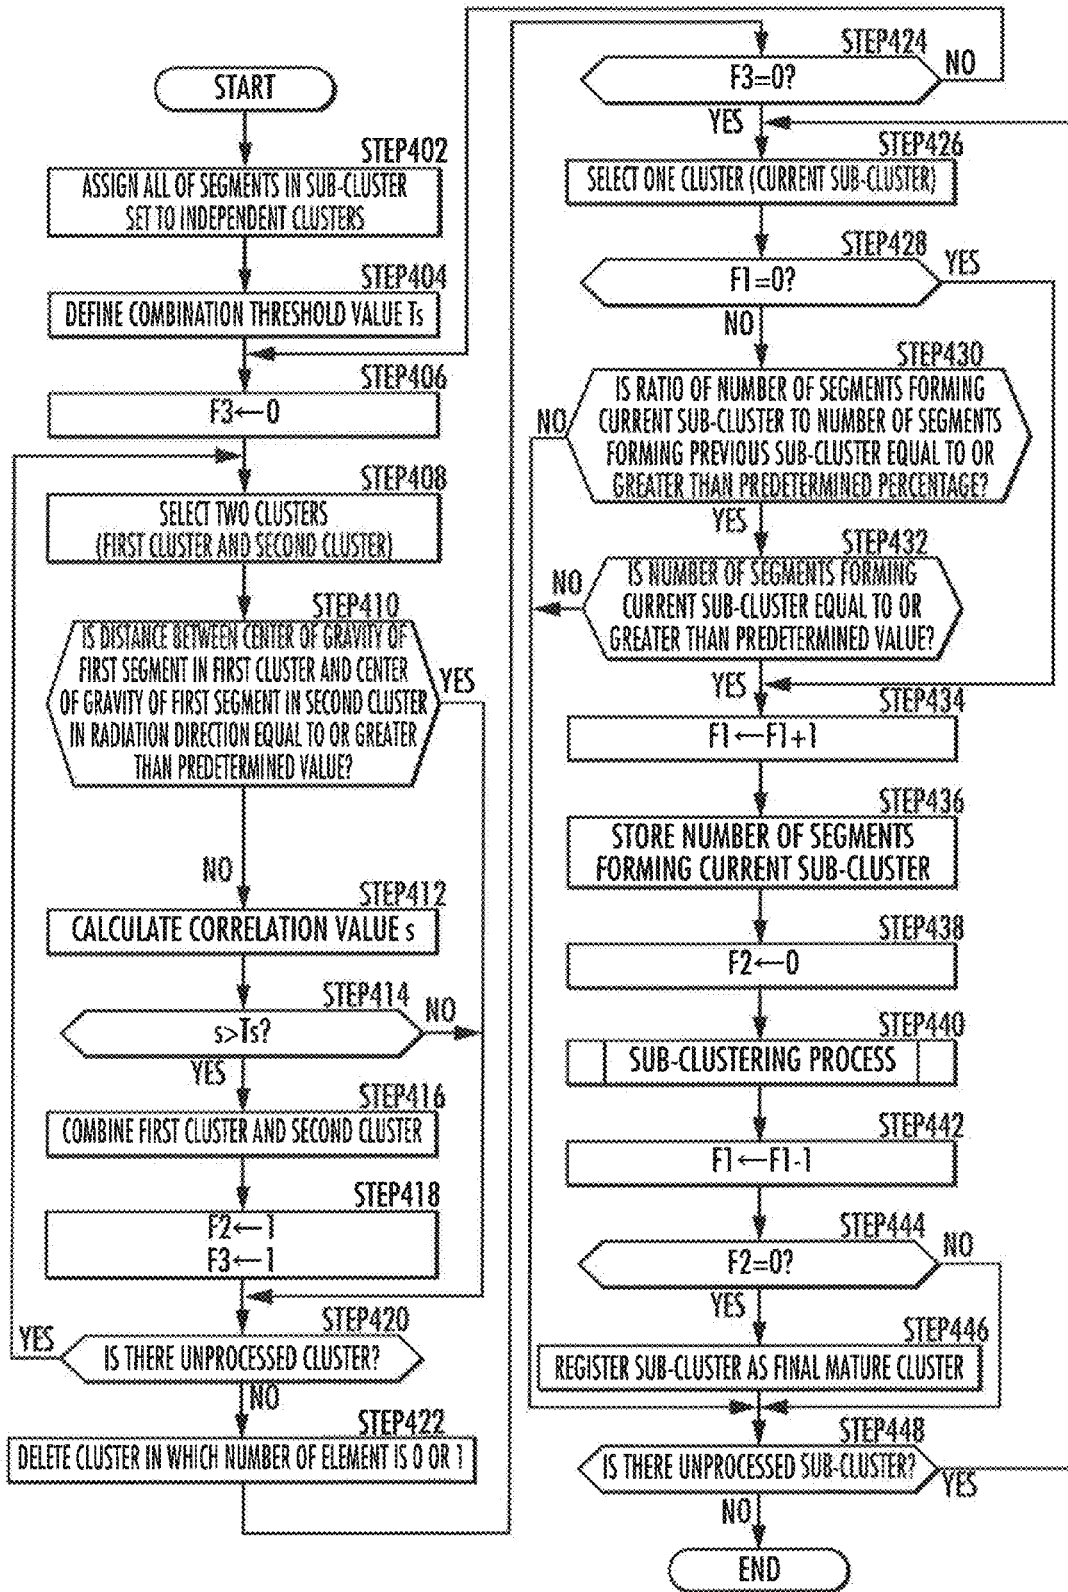 START
STEP402
ASSIGN ALL OF SEGMENTS IN SUB-CLUSTER
SET TO INDEPENDENT CLUSTERS
STEP404
DEFINE COMBINATION THRESHOLD VALUE Ts
STEP406
F3←0
STEP408
SELECT TWO CLUSTERS
(FIRST CLUSTER AND SECOND CLUSTER)
STEP410
IS DISTANCE BETWEEN CENTER OF GRAVITY OF
FIRST SEGMENT IN FIRST CLUSTER AND CENTER
OF GRAVITY OF FIRST SEGMENT IN SECOND CLUSTER
IN RADIATION DIRECTION EQUAL TO OR GREATER
THAN PREDETERMINED VALUE?
YES
NO
STEP412
CALCULATE CORRELATION VALUE s
STEP414
s>Ts?
NO
YES
STEP416
COMBINE FIRST CLUSTER AND SECOND CLUSTER
STEP418
F2←1
F3←1
STEP420
YES
IS THERE UNPROCESSED CLUSTER?
NO
STEP422
DELETE CLUSTER IN WHICH NUMBER OF ELEMENT IS 0 OR 1
STEP424
F3=0?
NO
YES
STEP426
SELECT ONE CLUSTER (CURRENT SUB-CLUSTER)
STEP428
F1=0?
YES
NO
STEP430
IS RATIO OF NUMBER OF SEGMENTS FORMING
CURRENT SUB-CLUSTER TO NUMBER OF SEGMENTS
FORMING PREVIOUS SUB-CLUSTER EQUAL TO OR
GREATER THAN PREDETERMINED PERCENTAGE?
NO
YES
STEP432
IS NUMBER OF SEGMENTS FORMING
CURRENT SUB-CLUSTER EQUAL TO OR
GREATER THAN PREDETERMINED VALUE?
NO
YES
STEP434
F1←F1+1
STEP436
STORE NUMBER OF SEGMENTS
FORMING CURRENT SUB-CLUSTER
STEP438
F2←0
STEP440
SUB-CLUSTERING PROCESS
STEP442
F1←F1-1
STEP444
F2=0?
NO
YES
STEP446
REGISTER SUB-CLUSTER AS FINAL MATURE CLUSTER
STEP448
IS THERE UNPROCESSED SUB-CLUSTER?
YES
NO
END